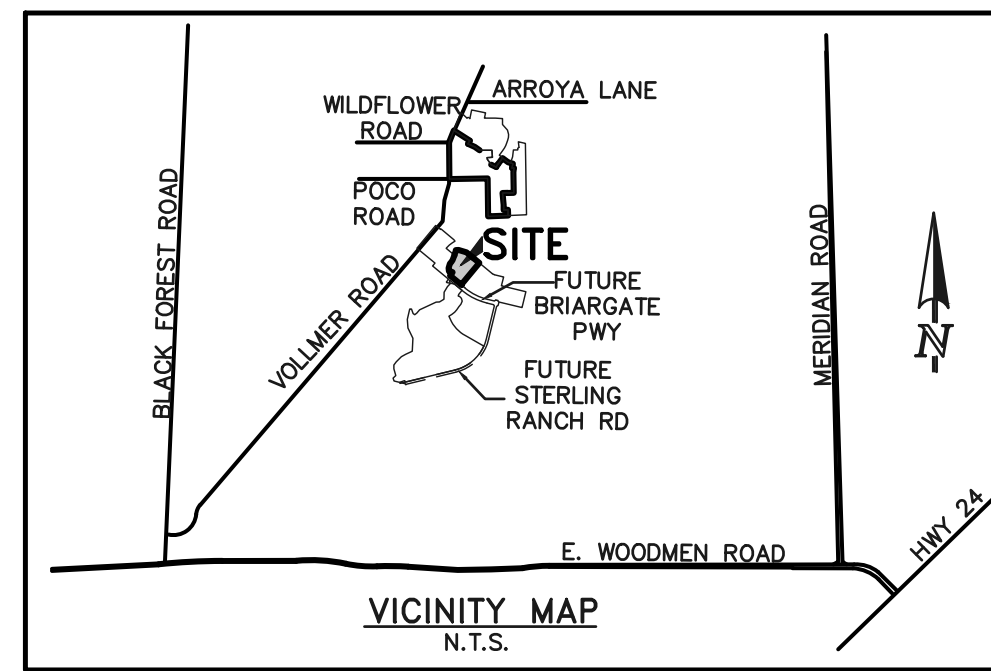 ARROYA LANE
WILDFLOWER
ROAD
POCO
ROAD
BLACK FOREST ROAD
VOLLMER ROAD
SITE
FUTURE
BRIARGATE
PWY
FUTURE
STERLING
RANCH RD
MERIDIAN ROAD
N
HWY 24
E. WOODMEN ROAD
VICINITY MAP
N.T.S.